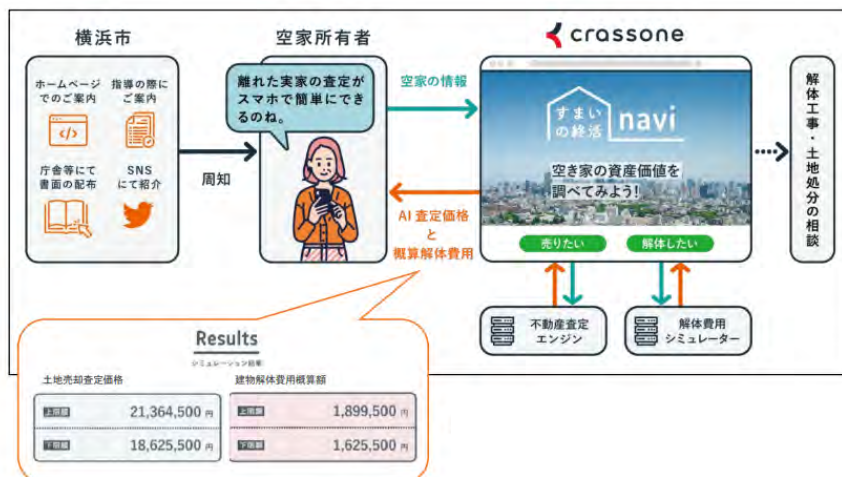 横浜市
ホームページ
でのご案内
指導の際に
ご案内
庁舎等にて
書面の配布
SNS
にて紹介
周知
空家所有者
離れた実家の査定が
スマホで簡単にでき
るのね。
空家の情報
AI 査定価格
と
概算解体費用
crassone
すまい
の終活
navi
空き家の資産価値を
調べてみよう!
売りたい
解体したい
不動産査定
エンジン
解体費用
シミュレーター
解体工事・土地処分の相談
Results
シミュレーション結果
土地売却査定価格
上限額 21,364,500 円
下限額 18,625,500 円
建物解体費用概算額
上限額 1,899,500 円
下限額 1,625,500 円